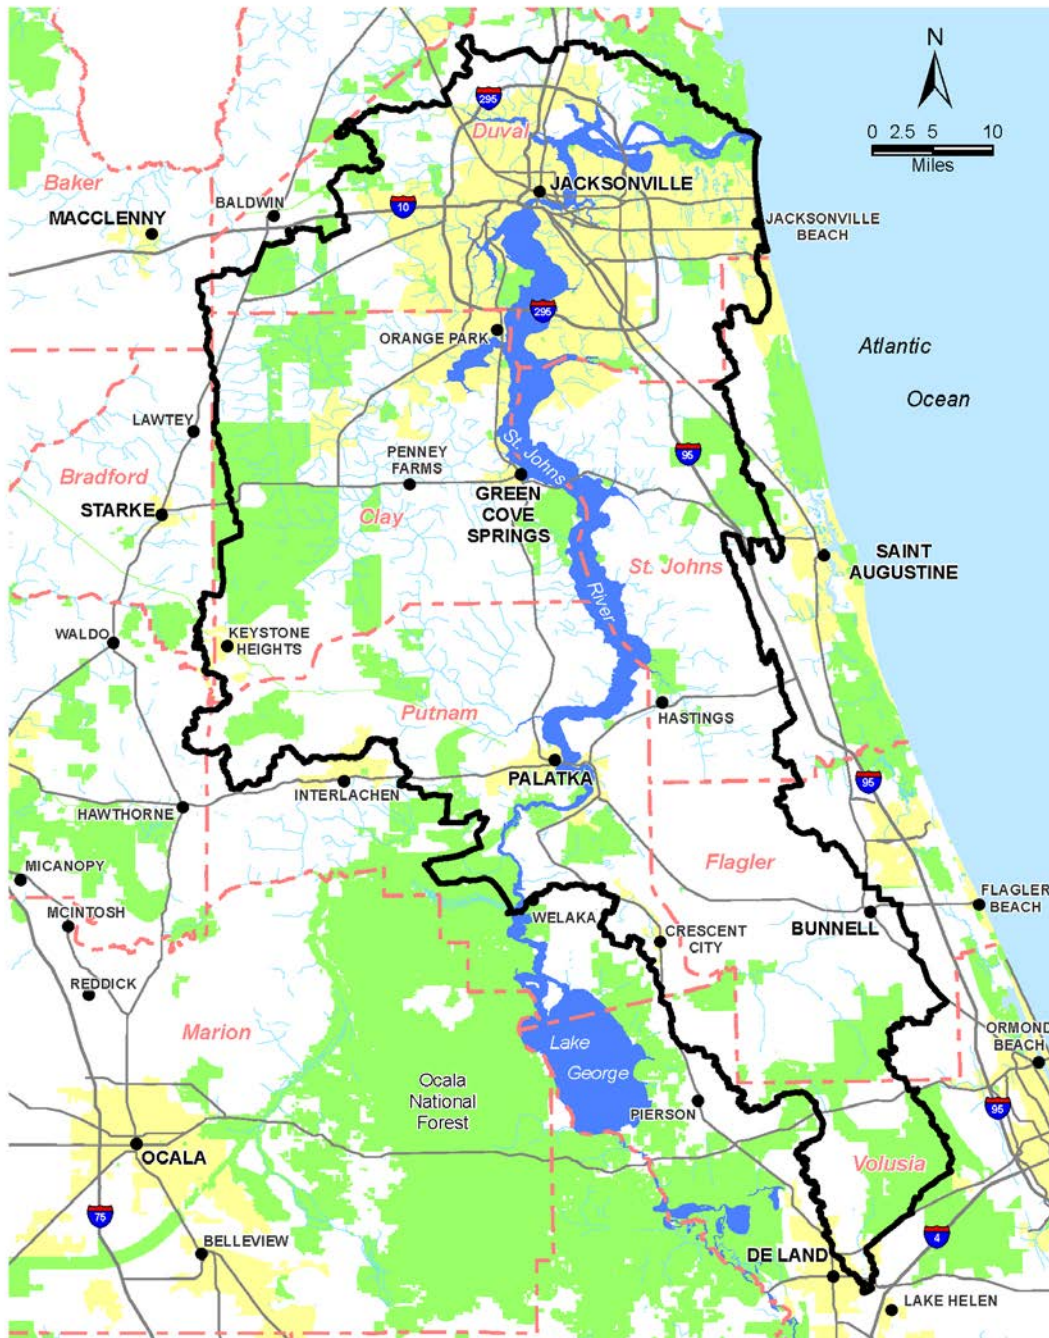 N
0 2.5 5 10
Miles
295
Duval
Baker
JACKSONVILLE
BALDWIN
10
MACCLENNY
JACKSONVILLE
BEACH
295
ORANGE PARK
Atlantic
Ocean
LAWTEY
St. Johns
95
PENNEY
FARMS
Bradford
STARKE
GREEN
COVE
SPRINGS
Clay
SAINT
AUGUSTINE
St. Johns
River
WALDO
KEYSTONE
HEIGHTS
Putnam
HASTINGS
PALATKA
INTERLACHEN
95
HAWTHORNE
MICANOPY
Flagler
FLAGLER
BEACH
MCINTOSH
WELAKA
CRESCENT
CITY
BUNNELL
REDDICK
Marion
Lake
George
ORMOND
BEACH
Ocala
National
Forest
PIERSON
95
OCALA
Volusia
75
4
BELLEVIEW
DE LAND
LAKE HELEN